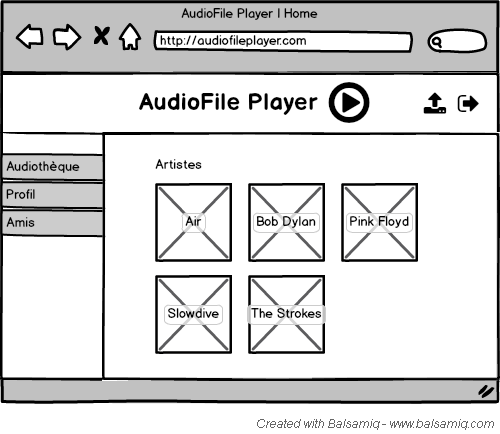 AudioFile Player | Home
http://audiofileplayer.com
AudioFile Player
Audiothèque
Profil
Amis
Artistes
Air
Bob Dylan
Pink Floyd
Slowdive
The Strokes
Created with Balsamiq - www.balsamiq.com